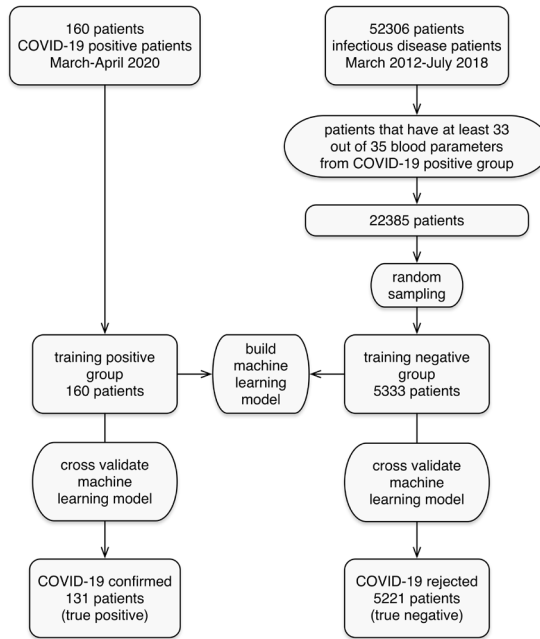 160 patients
COVID-19 positive patients
March-April 2020
52306 patients
infectious disease patients
March 2012-July 2018
patients that have at least 33
out of 35 blood parameters
from COVID-19 positive group
22385 patients
random
sampling
training positive
group
160 patients
build
machine
learning
model
training negative
group
5333 patients
cross validate
machine
learning model
cross validate
machine
learning model
COVID-19 confirmed
131 patients
(true positive)
COVID-19 rejected
5221 patients
(true negative)